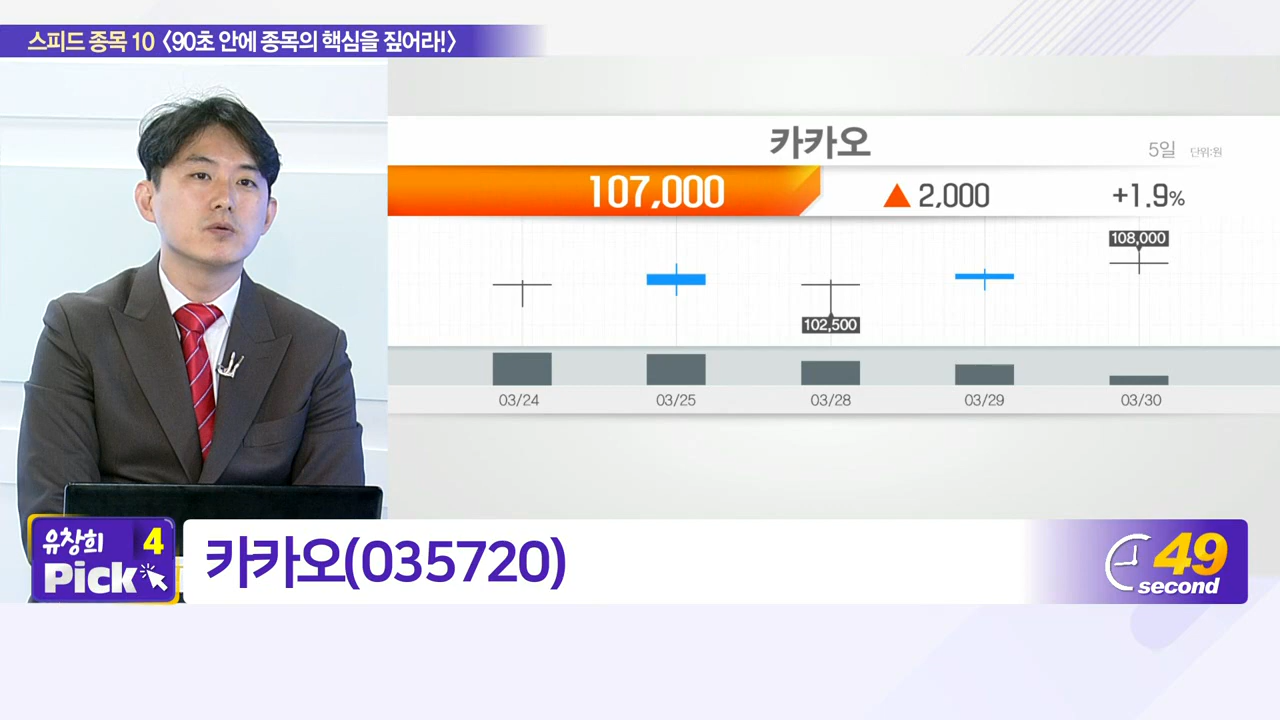 스피드 종목 10 〈90초 안에 종목의 핵심을 짚어라!〉
카카오
5일 단위:원
107,000 ▲ 2,000 +1.9%
108,000
102,500
03/24 03/25 03/28 03/29 03/30
유창희 4
Pick
카카오(035720)
49
second